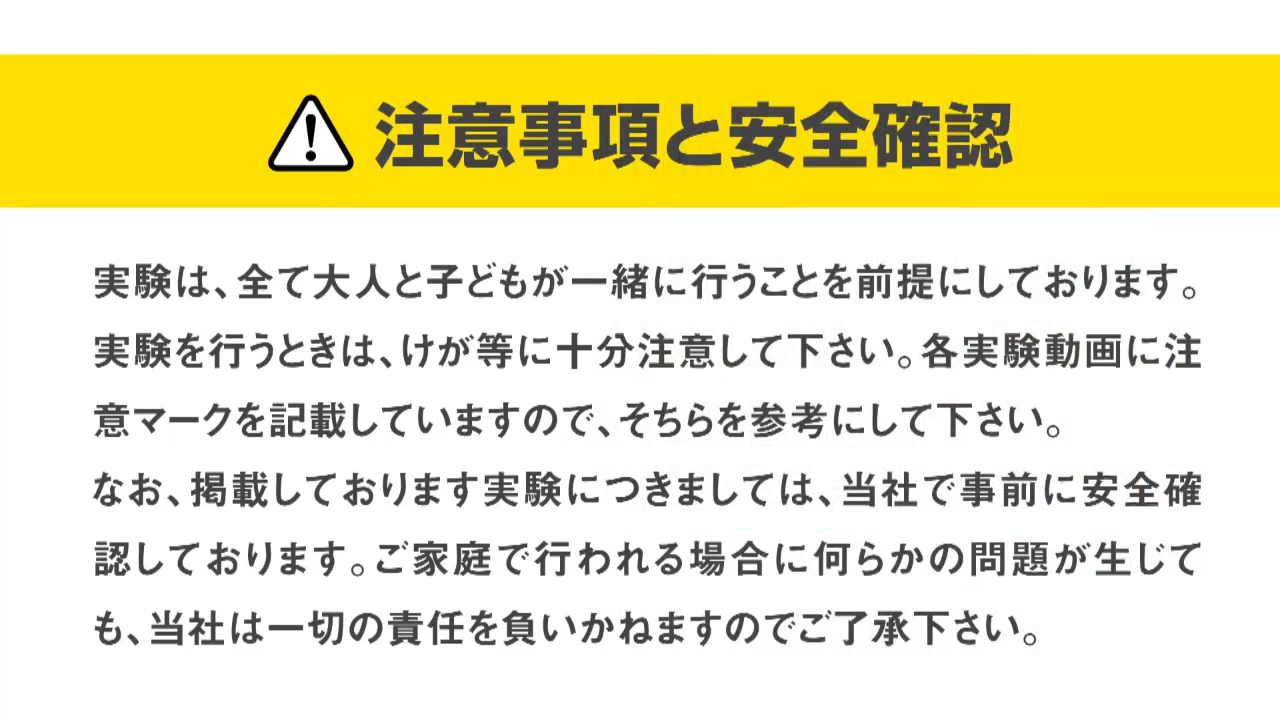 注意事項と安全確認
実験は、全て大人と子どもが一緒に行うことを前提にしております。
実験を行うときは、けが等に十分注意して下さい。各実験動画に注
意マークを記載していますので、そちらを参考にして下さい。
なお、掲載しております実験につきましては、当社で事前に安全確
認しております。ご家庭で行われる場合に何らかの問題が生じて
も、当社は一切の責任を負いかねますのでご了承下さい。